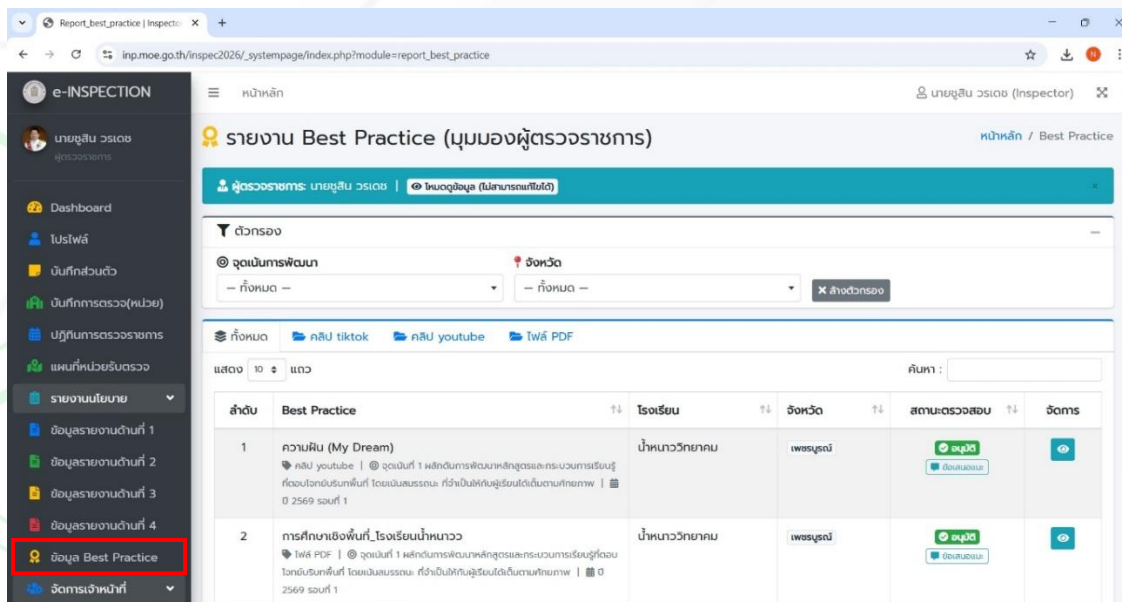 Report_best_practice | Inspecto
inp.moe.go.th/inspec2026/_systempage/index.php?module=report_best_practice
N
e-INSPECTION
หน้าหลัก
นายชูสิน วรเดช (Inspector)
นายชูสิน วรเดช
ผู้ตรวจราชการ
รายงาน Best Practice (มุมมองผู้ตรวจราชการ)
หน้าหลัก / Best Practice
ผู้ตรวจราชการ: นายชูสิน วรเดช | โหมดดูข้อมูล (ไม่สามารถแก้ไขได้)
Dashboard
โปรไฟล์
บันทึกส่วนตัว
บันทึกการตรวจ(หน่วย)
ปฏิทินการตรวจราชการ
แผนที่หน่วยรับตรวจ
รายงานนโยบาย
ข้อมูลรายงานด้านที่ 1
ข้อมูลรายงานด้านที่ 2
ข้อมูลรายงานด้านที่ 3
ข้อมูลรายงานด้านที่ 4
ข้อมูล Best Practice
จัดการเจ้าหน้าที่
ตัวกรอง
จุดเน้นการพัฒนา
จังหวัด
— ทั้งหมด —
— ทั้งหมด —
ล้างตัวกรอง
ทั้งหมด
คลิป tiktok
คลิป youtube
ไฟล์ PDF
แสดง 10 แถว
ค้นหา :
ลำดับ Best Practice โรงเรียน จังหวัด สถานะตรวจสอบ จัดการ
1 ความฝัน (My Dream) น้ำหนาววิทยาคม เพชรบูรณ์ อนุมัติ
คลิป youtube | จุดเน้นที่ 1 ผลักดันการพัฒนาหลักสูตรและกระบวนการเรียนรู้
ข้อเสนอแนะ
ที่ตอบโจทย์บริบทพื้นที่ โดยเน้นสมรรถนะ ที่จำเป็นให้กับผู้เรียนได้เต็มตามศักยภาพ |
ปี 2569 รอบที่ 1
2 การศึกษาเชิงพื้นที่_โรงเรียนน้ำหนาวว น้ำหนาววิทยาคม เพชรบูรณ์ อนุมัติ
ไฟล์ PDF | จุดเน้นที่ 1 ผลักดันการพัฒนาหลักสูตรและกระบวนการเรียนรู้ที่ตอบ
ข้อเสนอแนะ
โจทย์บริบทพื้นที่ โดยเน้นสมรรถนะ ที่จำเป็นให้กับผู้เรียนได้เต็มตามศักยภาพ | ปี
2569 รอบที่ 1